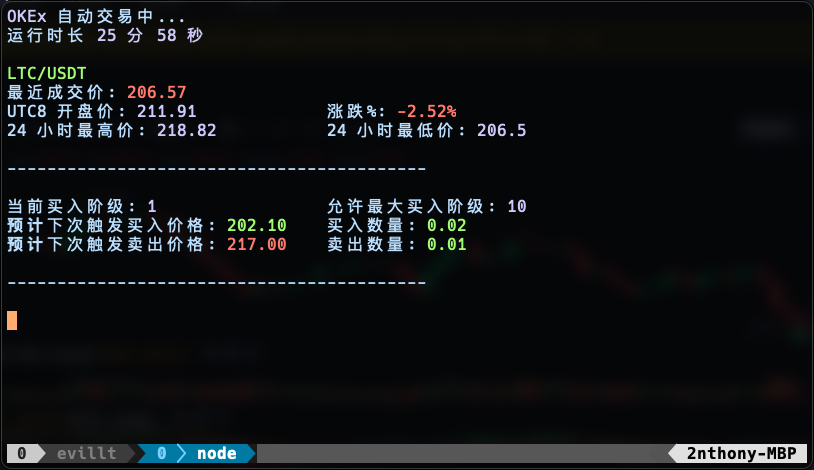 OKEx 自动交易中...
运行时长 25 分 58 秒
LTC/USDT
最近成交价: 206.57
UTC8 开盘价: 211.91 涨跌%: -2.52%
24 小时最高价: 218.82 24 小时最低价: 206.5
------------------------------------------
当前买入阶级: 1 允许最大买入阶级: 10
预计下次触发买入价格: 202.10 买入数量: 0.02
预计下次触发卖出价格: 217.00 卖出数量: 0.01
------------------------------------------
0 evillt 0 node 2nthony-MBP